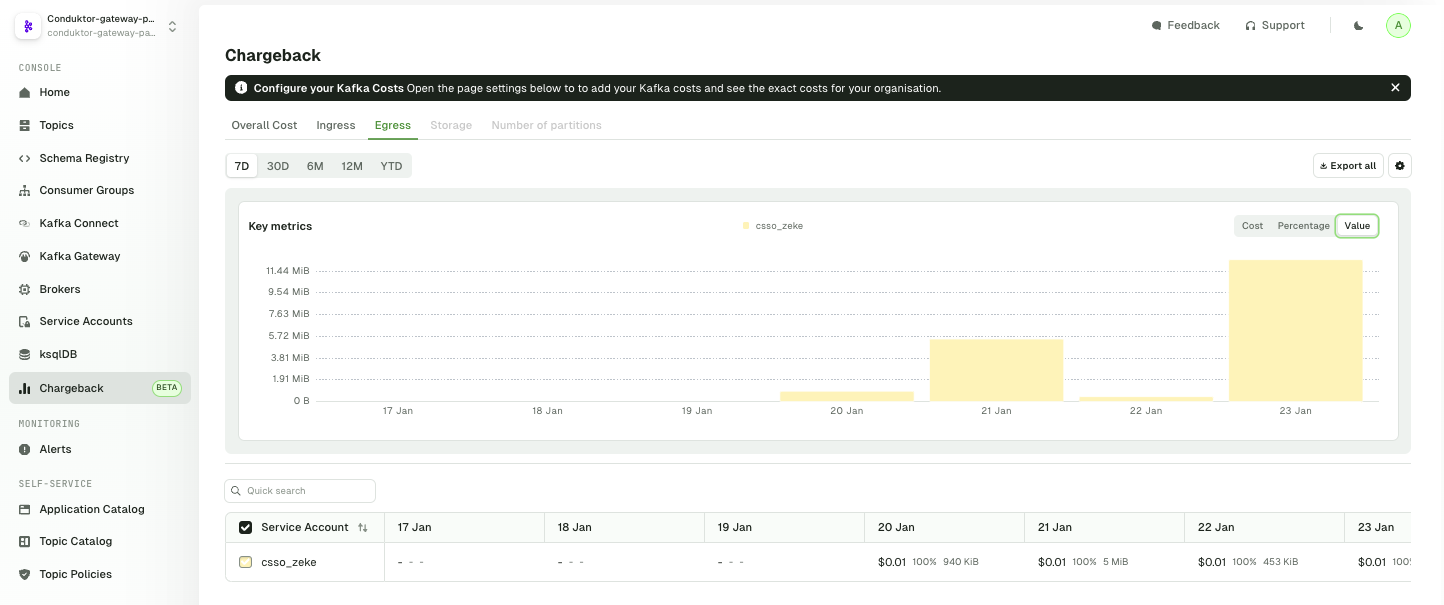 Conduktor-gateway-p...
conduktor-gateway-pa...
CONSOLE
Home
Topics
Schema Registry
Consumer Groups
Kafka Connect
Kafka Gateway
Brokers
Service Accounts
ksqlDB
Chargeback BETA
MONITORING
Alerts
SELF-SERVICE
Application Catalog
Topic Catalog
Topic Policies
Feedback Support A
Chargeback
Configure your Kafka Costs Open the page settings below to to add your Kafka costs and see the exact costs for your organisation.
Overall Cost Ingress Egress Storage Number of partitions
7D 30D 6M 12M YTD Export all
Key metrics csso_zeke Cost Percentage Value
11.44 MiB
9.54 MiB
7.63 MiB
5.72 MiB
3.81 MiB
1.91 MiB
0 B
17 Jan 18 Jan 19 Jan 20 Jan 21 Jan 22 Jan 23 Jan
Quick search
Service Account 17 Jan 18 Jan 19 Jan 20 Jan 21 Jan 22 Jan 23 Jan
csso_zeke - - - - - - - - - $0.01 100% 940 KiB $0.01 100% 5 MiB $0.01 100% 453 KiB $0.01 100